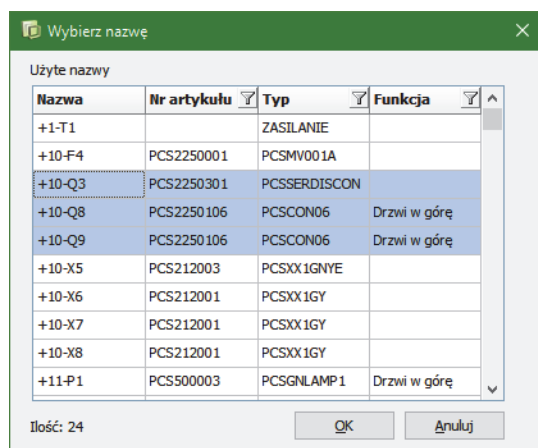 Wybierz nazwę
Użyte nazwy
Nazwa Nr artykułu Typ Funkcja
+1-T1 ZASILANIE
+10-F4 PCS2250001 PCSMV001A
+10-Q3 PCS2250301 PCSSERDISCON
+10-Q8 PCS2250106 PCSCON06 Drzwi w górę
+10-Q9 PCS2250106 PCSCON06 Drzwi w górę
+10-X5 PCS212003 PCSXX1GNYE
+10-X6 PCS212001 PCSXX1GY
+10-X7 PCS212001 PCSXX1GY
+10-X8 PCS212001 PCSXX1GY
+11-P1 PCS500003 PCSGNLAMP1 Drzwi w górę
Ilość: 24 OK Anuluj